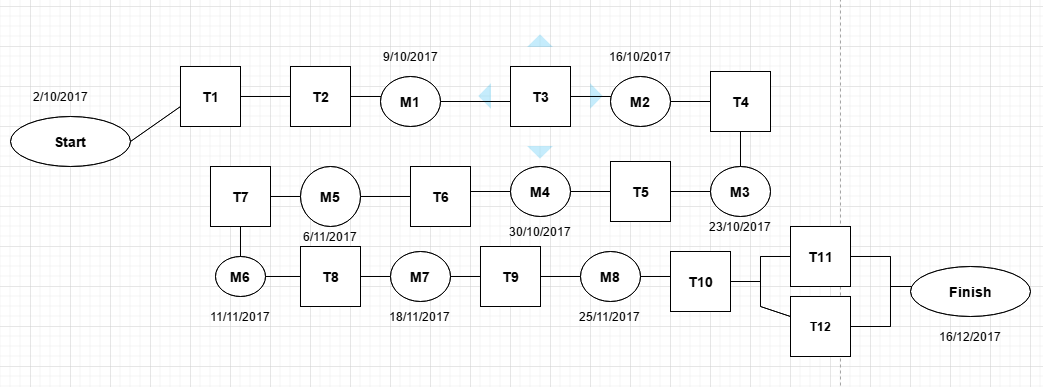 9/10/2017
16/10/2017
2/10/2017
Start
T1
T2
M1
T3
M2
T4
T7
M5
T6
M4
T5
M3
6/11/2017
30/10/2017
23/10/2017
M6
T8
M7
T9
M8
T10
T11
T12
Finish
11/11/2017
18/11/2017
25/11/2017
16/12/2017